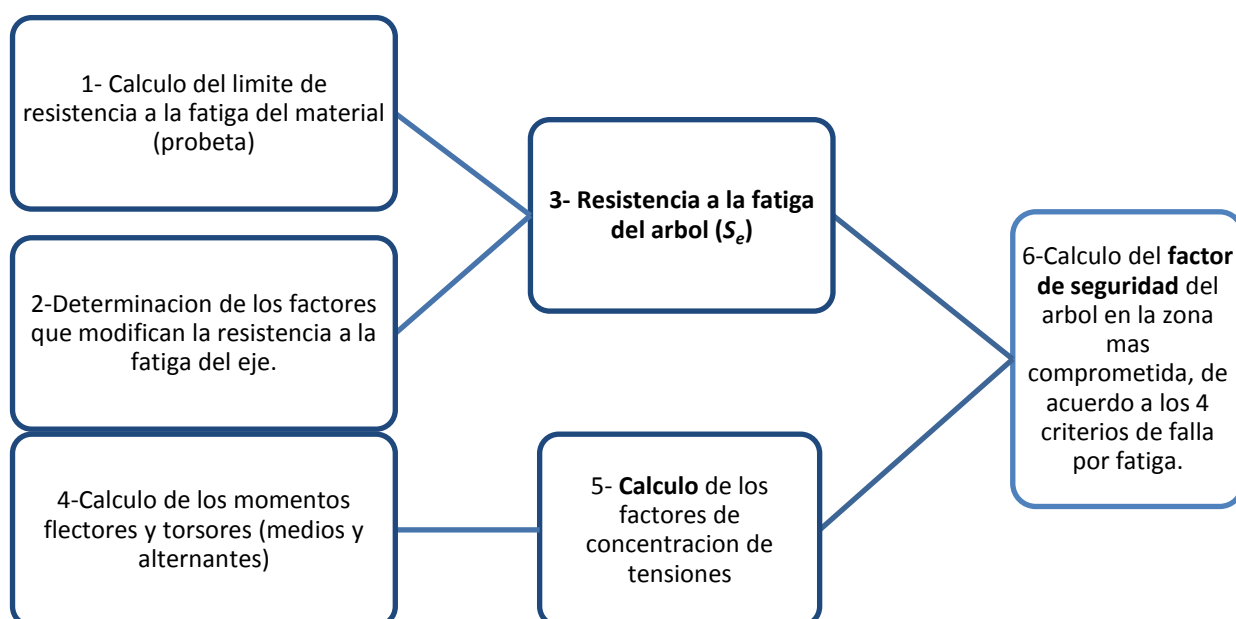 1- Calculo del limite de
resistencia a la fatiga del material
(probeta)
2-Determinacion de los factores
que modifican la resistencia a la
fatiga del eje.
3- Resistencia a la fatiga
del arbol (Se)
4-Calculo de los momentos
flectores y torsores (medios y
alternantes)
5- Calculo de los
factores de
concentracion de
tensiones
6-Calculo del factor
de seguridad del
arbol en la zona
mas
comprometida, de
acuerdo a los 4
criterios de falla
por fatiga.